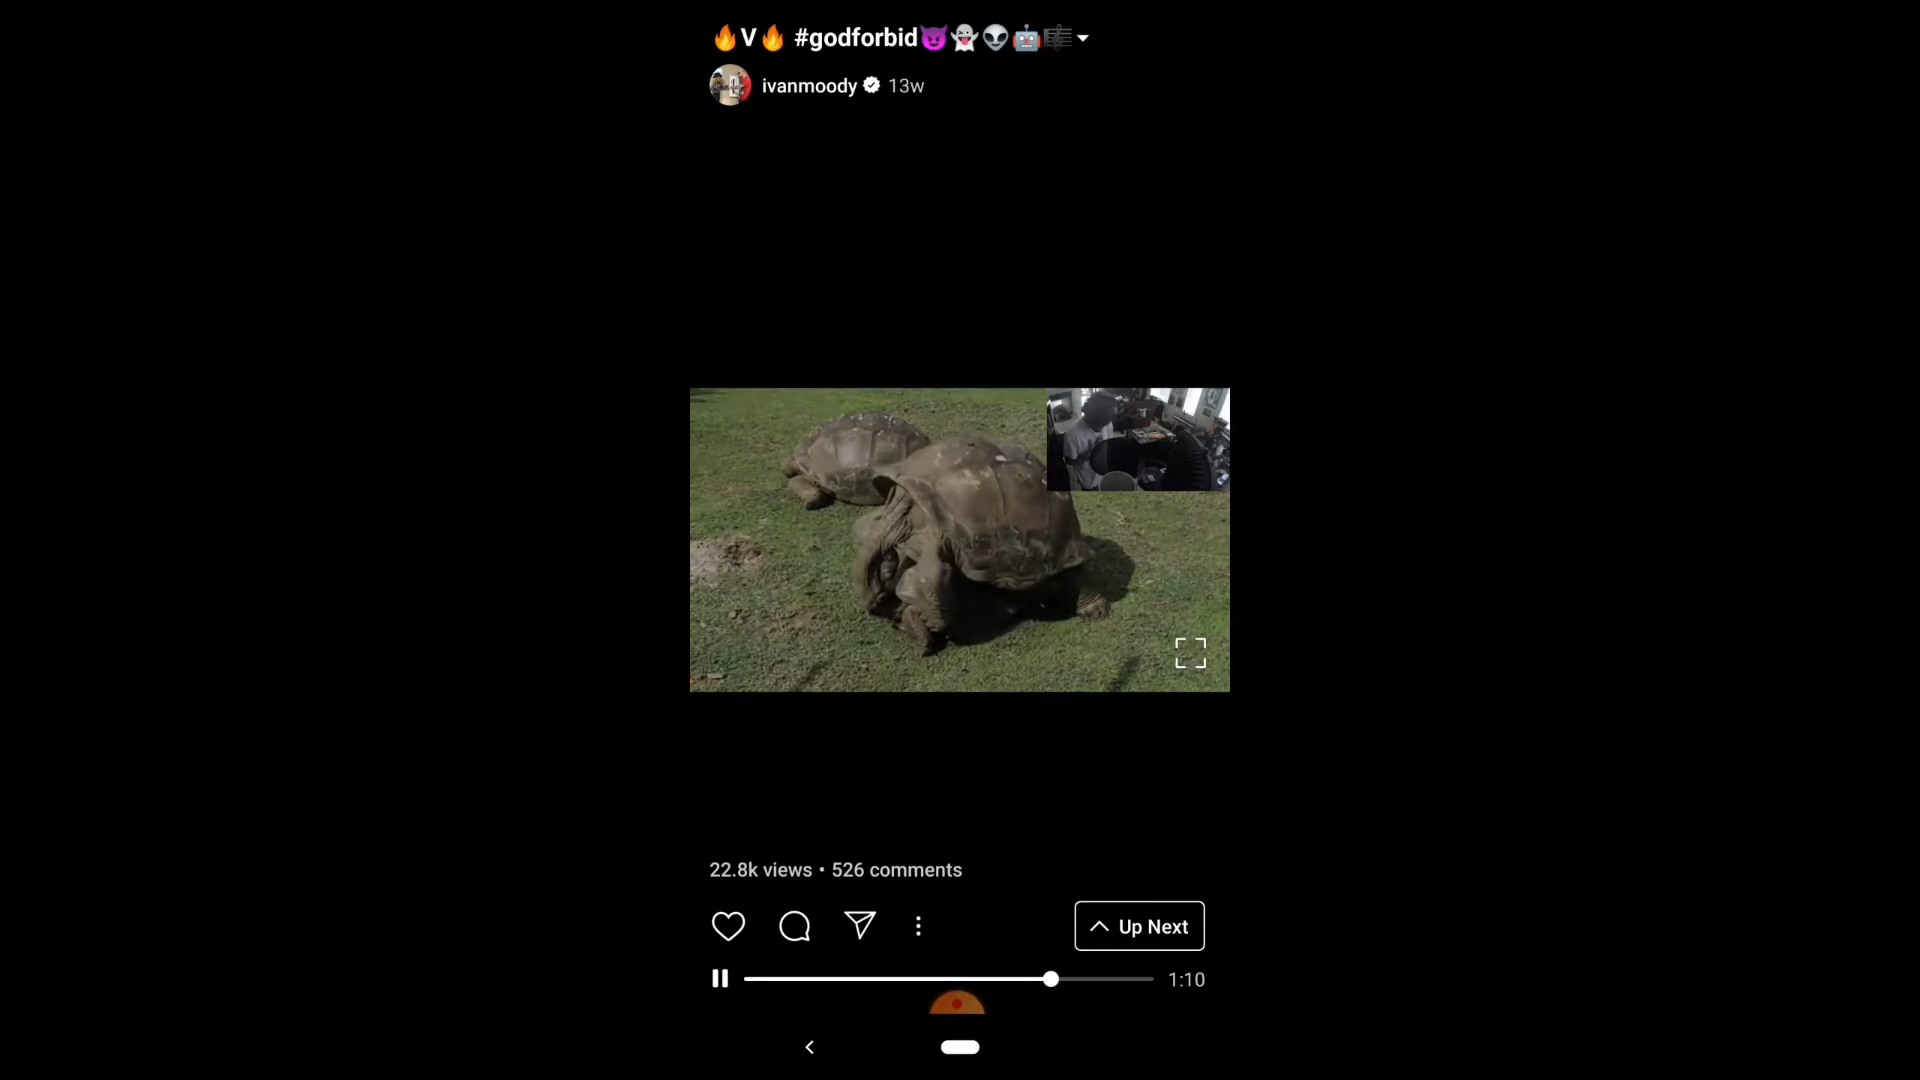 🔥V🔥 #godforbid😈👻👽🤖🎼
ivanmoody 13w
22.8k views • 526 comments
Up Next
1:10